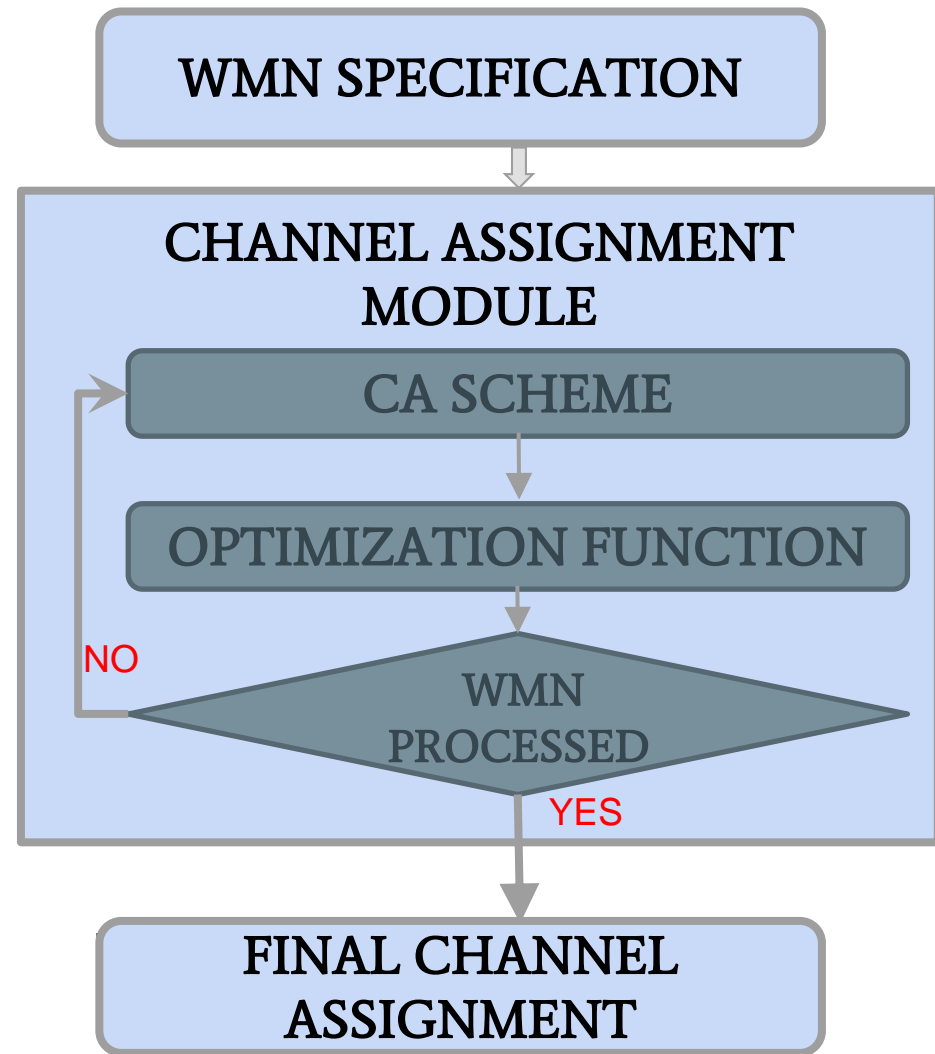 WMN SPECIFICATION
CHANNEL ASSIGNMENT
MODULE
CA SCHEME
OPTIMIZATION FUNCTION
NO
WMN
PROCESSED
YES
FINAL CHANNEL
ASSIGNMENT